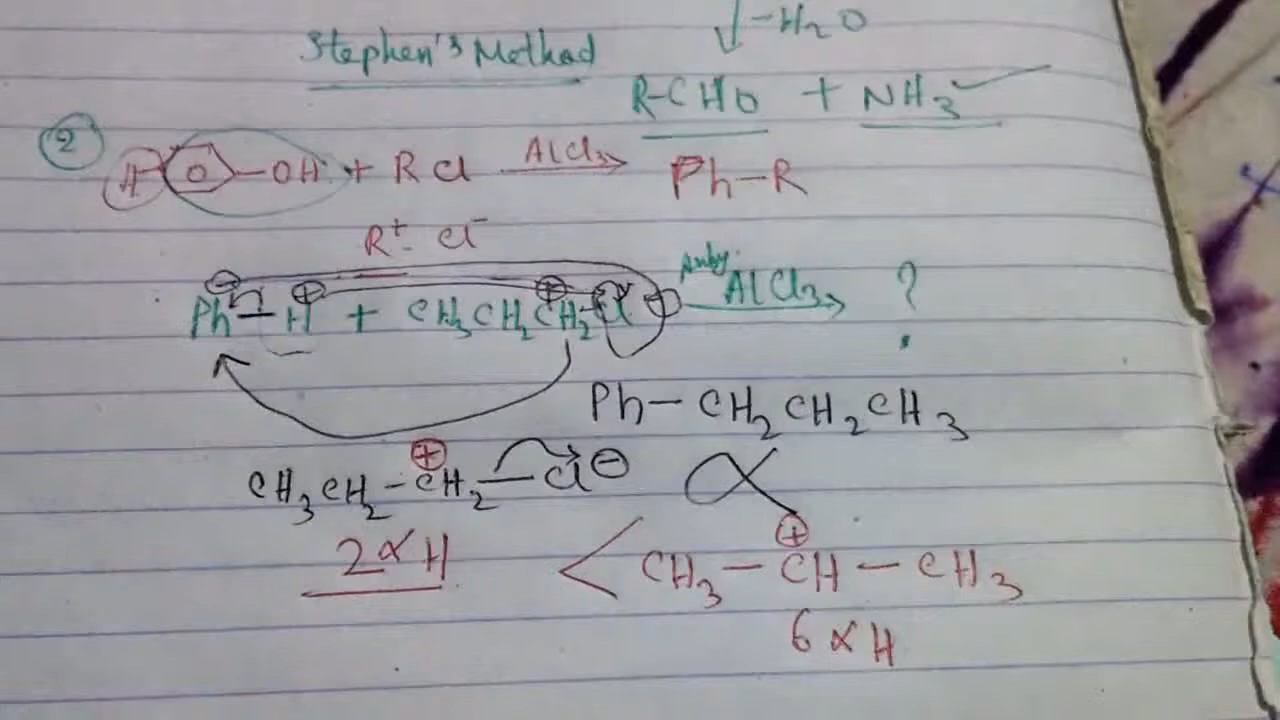 ↓ -H2O
Stephen's Method
R-CHO + NH3
2
H-⌬-OH + RCl AlCl3→ Ph-R
R+ Cl-
Ph-H + CH3CH2CH2-Cl AlCl3→ ?
Ph-CH2CH2CH3
CH3CH2-CH2-Cl
2αH < CH3-CH-CH3
6αH